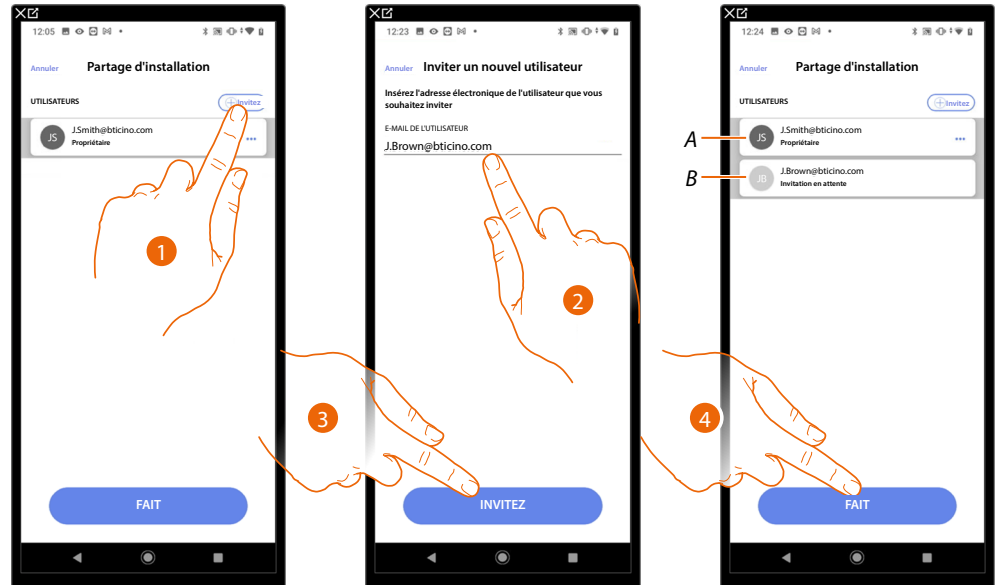 12:05
Annuler Partage d'installation
UTILISATEURS
Invitez
JS
J.Smith@bticino.com
Propriétaire
1
FAIT
12:23
Annuler Inviter un nouvel utilisateur
Insérez l'adresse électronique de l'utilisateur que vous
souhaitez inviter
E-MAIL DE L'UTILISATEUR
J.Brown@bticino.com
2
3
INVITEZ
12:24
Annuler Partage d'installation
UTILISATEURS
Invitez
A
JS
J.Smith@bticino.com
Propriétaire
B
JB
J.Brown@bticino.com
Invitation en attente
4
FAIT